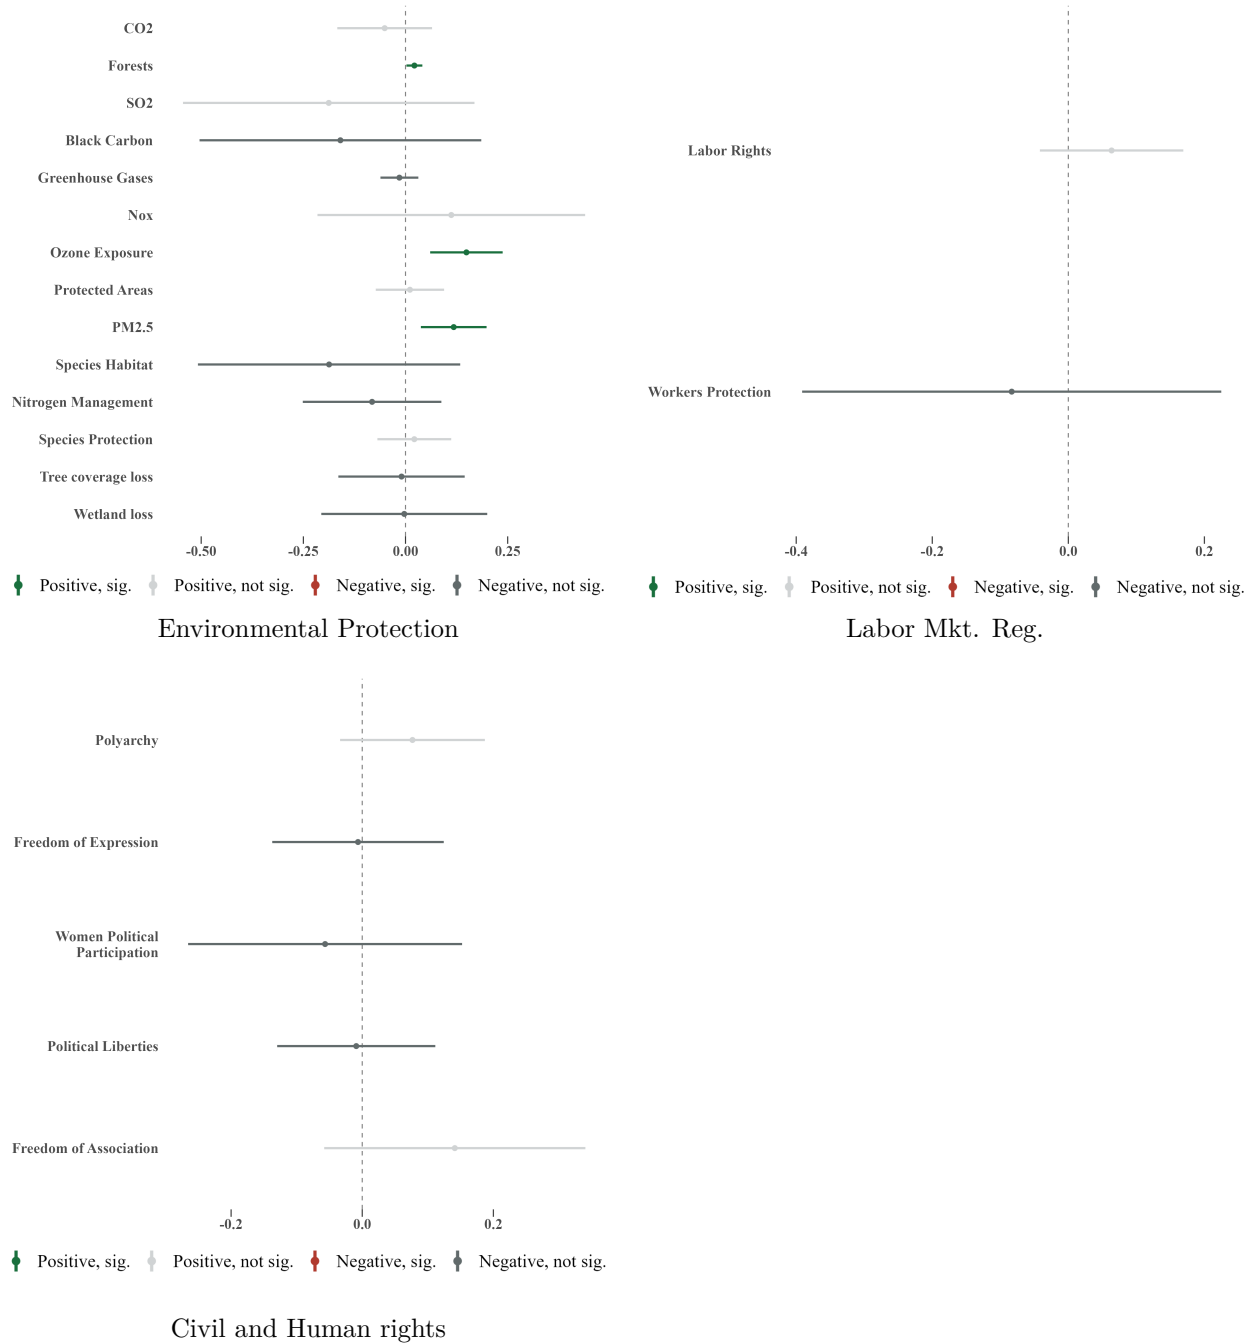 CO2
Forests
SO2
Black Carbon
Greenhouse Gases
Nox
Ozone Exposure
Protected Areas
PM2.5
Species Habitat
Nitrogen Management
Species Protection
Tree coverage loss
Wetland loss
-0.50 -0.25 0.00 0.25
Positive, sig. Positive, not sig. Negative, sig. Negative, not sig.
Environmental Protection
Labor Rights
Workers Protection
-0.4 -0.2 0.0 0.2
Positive, sig. Positive, not sig. Negative, sig. Negative, not sig.
Labor Mkt. Reg.
Polyarchy
Freedom of Expression
Women Political
Participation
Political Liberties
Freedom of Association
-0.2 0.0 0.2
Positive, sig. Positive, not sig. Negative, sig. Negative, not sig.
Civil and Human rights